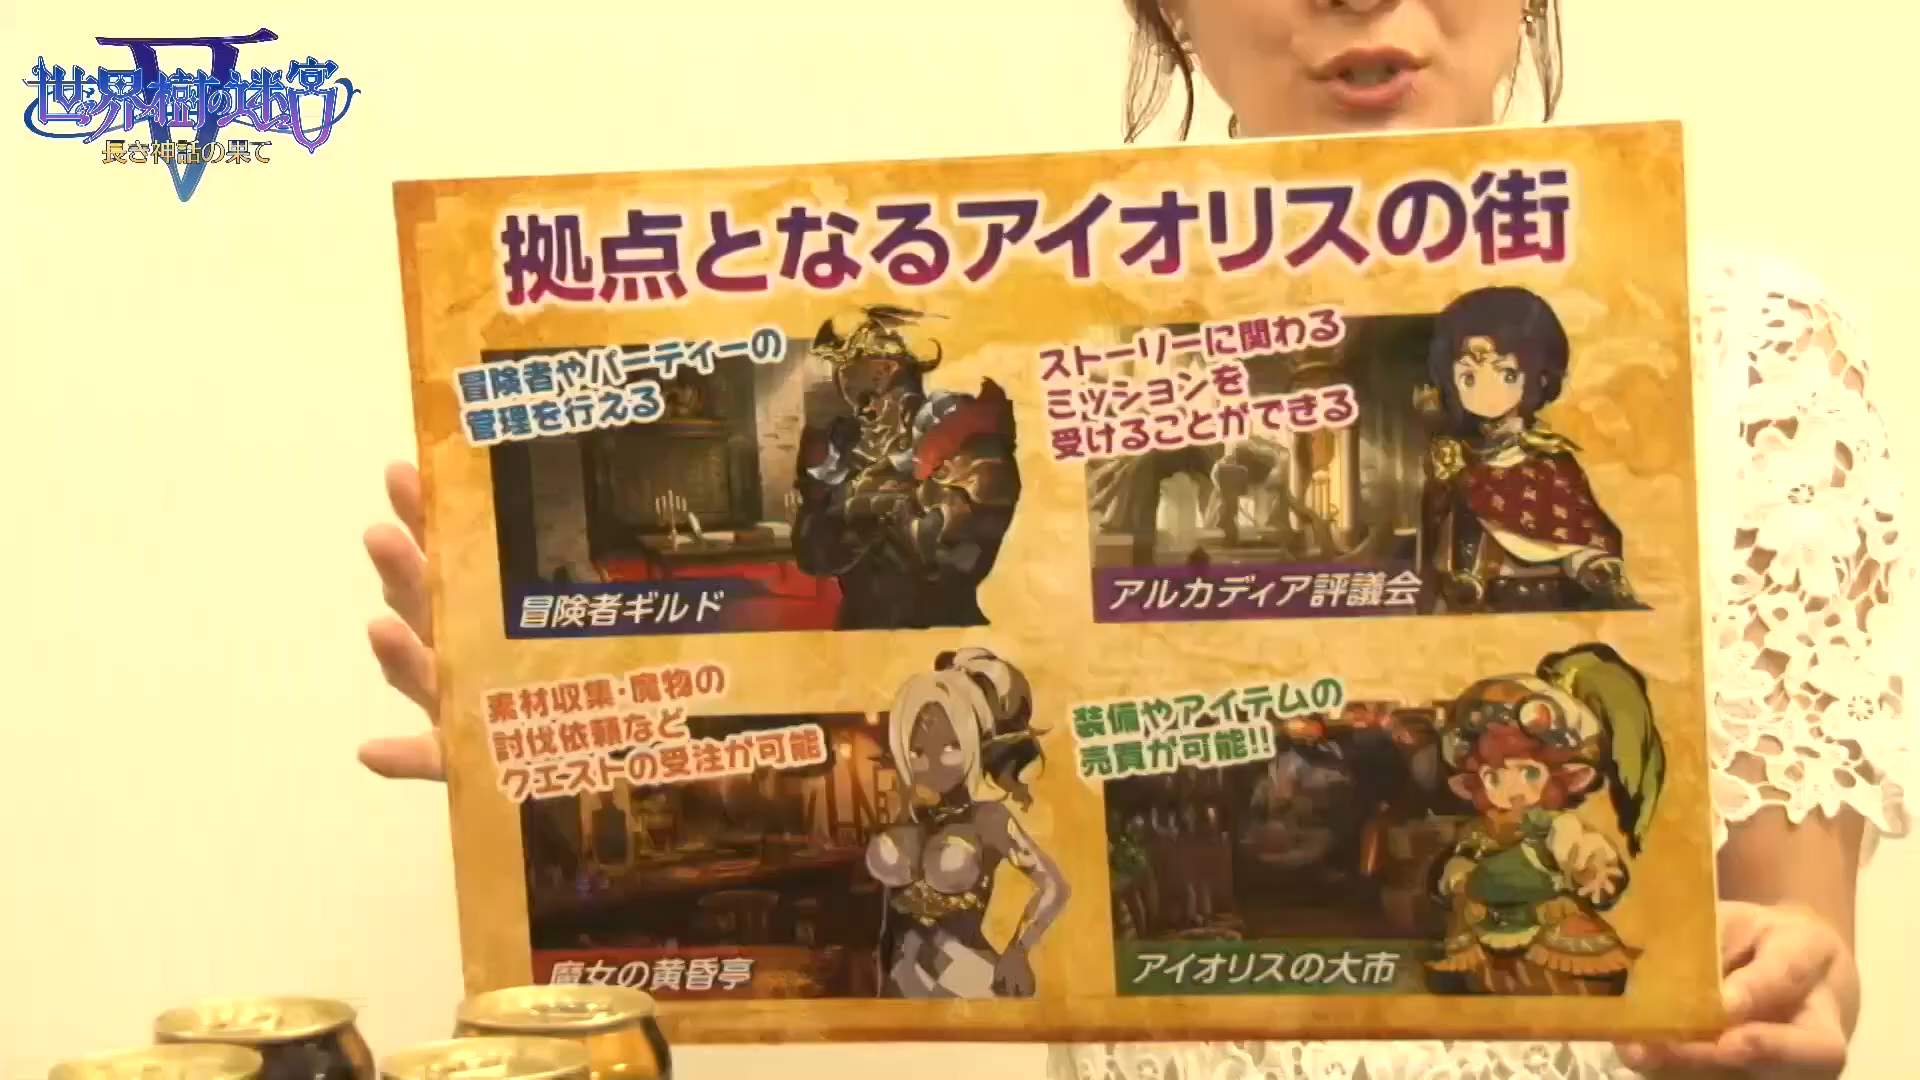 世界樹の迷宮
V
長き神話の果て
拠点となるアイオリスの街
冒険者やパーティーの
管理を行える
冒険者ギルド
ストーリーに関わる
ミッションを
受けることができる
アルカディア評議会
素材収集・魔物の
討伐依頼など
クエストの受注が可能
魔女の黄昏亭
装備やアイテムの
売買が可能!!
アイオリスの大市